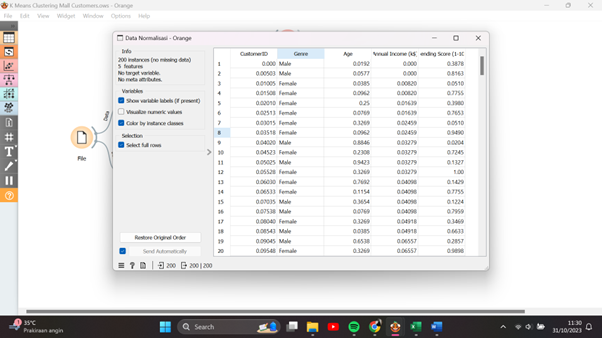 K Means Clustering Mall Customers.ows - Orange
File Edit View Widget Window Options Help
Data Normalisasi - Orange
Info
200 instances (no missing data)
5 features
No target variable.
No meta attributes.
Variables
Show variable labels (if present)
Visualize numeric values
Color by instance classes
Selection
Select full rows
Restore Original Order
Send Automatically
200 200 | 200
CustomerID Genre Age Annual Income (k$) ending Score (1-10
1 0.000 Male 0.0192 0.000 0.3878
2 0.00503 Male 0.0577 0.000 0.8163
3 0.01005 Female 0.0385 0.00820 0.0510
4 0.01508 Female 0.0962 0.00820 0.7755
5 0.02010 Female 0.25 0.01639 0.3980
6 0.02513 Female 0.0769 0.01639 0.7653
7 0.03015 Female 0.3269 0.02459 0.0510
8 0.03518 Female 0.0962 0.02459 0.9490
9 0.04020 Male 0.8846 0.03279 0.0204
10 0.04523 Female 0.2308 0.03279 0.7245
11 0.05025 Male 0.9423 0.03279 0.1327
12 0.05528 Female 0.3269 0.03279 1.00
13 0.06030 Female 0.7692 0.04098 0.1429
14 0.06533 Female 0.1154 0.04098 0.7755
15 0.07035 Male 0.3654 0.04098 0.1224
16 0.07538 Male 0.0769 0.04098 0.7959
17 0.08040 Female 0.3269 0.04918 0.3469
18 0.08543 Male 0.0385 0.04918 0.6633
19 0.09045 Male 0.6538 0.06557 0.2857
20 0.09548 Female 0.3269 0.06557 0.9898
Data
File
35°C
Prakiraan angin
Search
11:30
31/10/2023